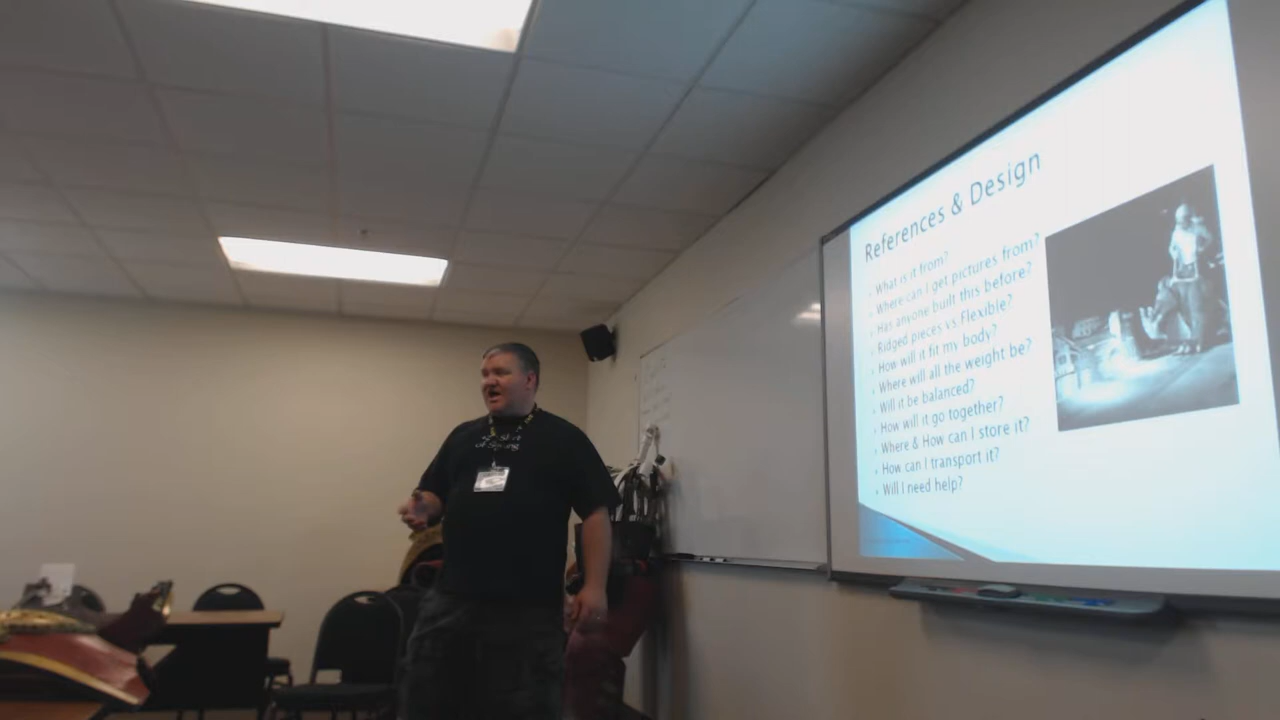 References & Design
What is it from?
Where can I get pictures from?
Has anyone built this before?
Ridged pieces vs. Flexible?
How will it fit my body?
Where will all the weight be?
Will it be balanced?
How will it go together?
Where & How can I store it?
How can I transport it?
Will I need help?